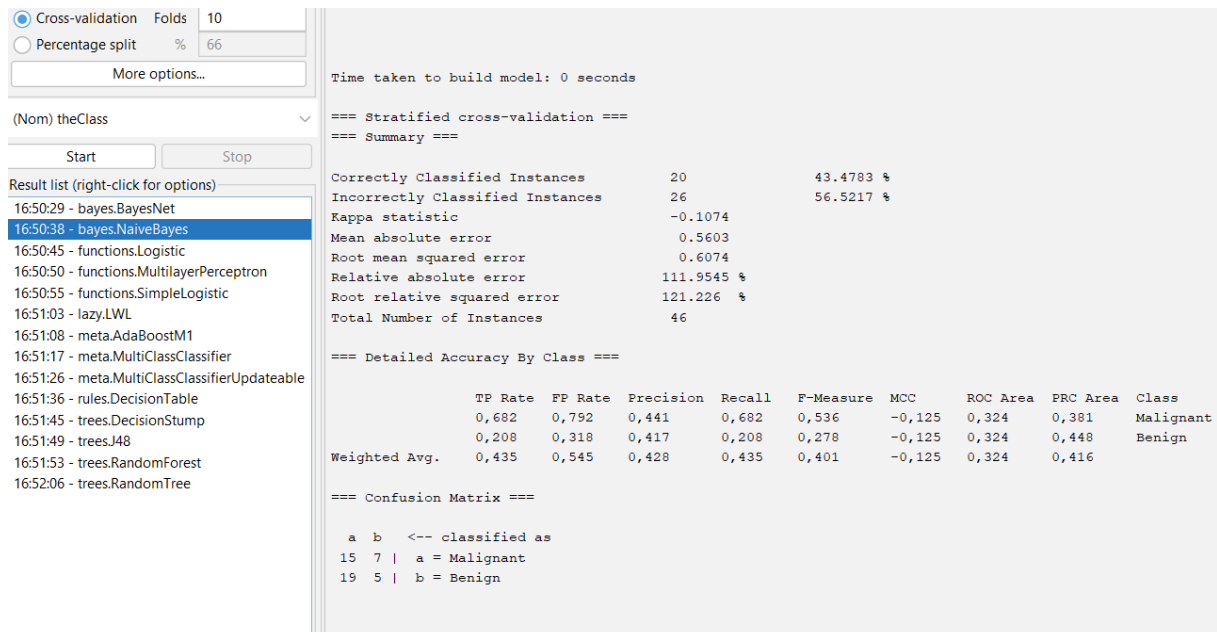 Cross-validation Folds 10
Percentage split % 66
More options...
(Nom) theClass
Start Stop
Result list (right-click for options)
16:50:29 - bayes.BayesNet
16:50:38 - bayes.NaiveBayes
16:50:45 - functions.Logistic
16:50:50 - functions.MultilayerPerceptron
16:50:55 - functions.SimpleLogistic
16:51:03 - lazy.LWL
16:51:08 - meta.AdaBoostM1
16:51:17 - meta.MultiClassClassifier
16:51:26 - meta.MultiClassClassifierUpdateable
16:51:36 - rules.DecisionTable
16:51:45 - trees.DecisionStump
16:51:49 - trees.J48
16:51:53 - trees.RandomForest
16:52:06 - trees.RandomTree
Time taken to build model: 0 seconds
=== Stratified cross-validation ===
=== Summary ===
Correctly Classified Instances 20 43.4783 %
Incorrectly Classified Instances 26 56.5217 %
Kappa statistic -0.1074
Mean absolute error 0.5603
Root mean squared error 0.6074
Relative absolute error 111.9545 %
Root relative squared error 121.226 %
Total Number of Instances 46
=== Detailed Accuracy By Class ===
TP Rate FP Rate Precision Recall F-Measure MCC ROC Area PRC Area Class
0,682 0,792 0,441 0,682 0,536 -0,125 0,324 0,381 Malignant
0,208 0,318 0,417 0,208 0,278 -0,125 0,324 0,448 Benign
Weighted Avg. 0,435 0,545 0,428 0,435 0,401 -0,125 0,324 0,416
=== Confusion Matrix ===
a b <-- classified as
15 7 | a = Malignant
19 5 | b = Benign